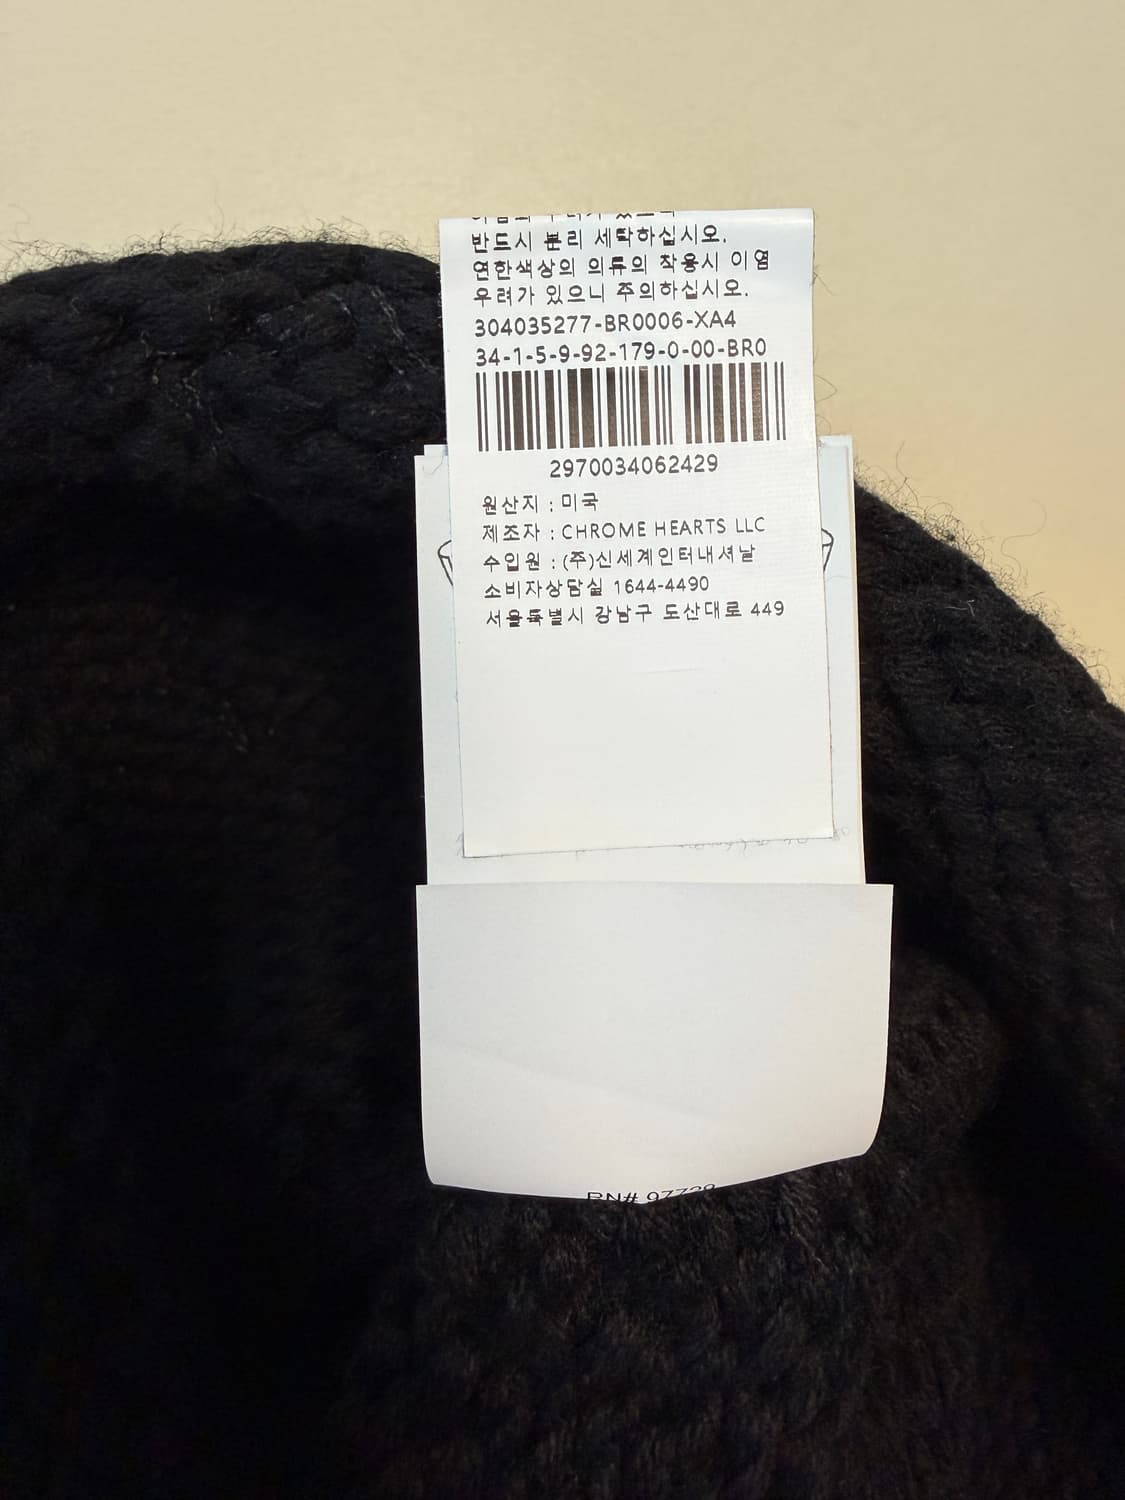 반드시 분리 세탁하십시오.
연한색상의 의류의 착용시 이염
우려가 있으니 주의하십시오.
304035277-BR0006-XA4
34-1-5-9-92-179-0-00-BR0
2970034062429
원산지 : 미국
제조자 : CHROME HEARTS LLC
수입원 : (주)신세계인터내셔날
소비자상담실 1644-4490
서울특별시 강남구 도산대로 449
RN#